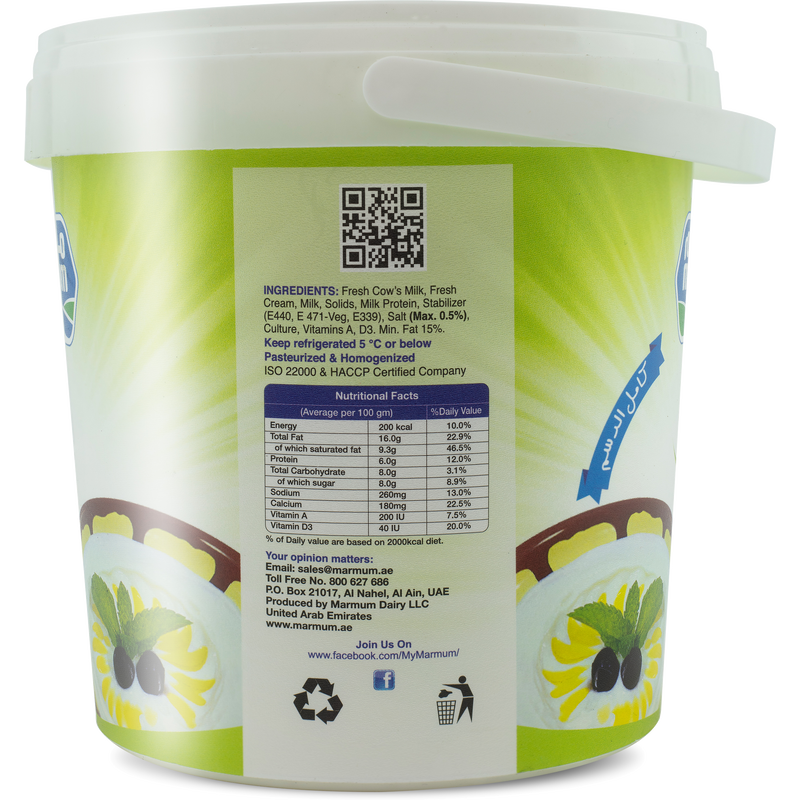 INGREDIENTS: Fresh Cow's Milk, Fresh
Cream, Milk, Solids, Milk Protein, Stabilizer
(E440, E 471-Veg, E339), Salt (Max. 0.5%),
Culture, Vitamins A, D3. Min. Fat 15%.
Keep refrigerated 5 °C or below
Pasteurized & Homogenized
ISO 22000 & HACCP Certified Company
Nutritional Facts
(Average per 100 gm) %Daily Value
Energy 200 kcal 10.0%
Total Fat 16.0g 22.9%
of which saturated fat 9.3g 46.5%
Protein 6.0g 12.0%
Total Carbohydrate 8.0g 3.1%
of which sugar 8.0g 8.9%
Sodium 260mg 13.0%
Calcium 180mg 22.5%
Vitamin A 200 IU 7.5%
Vitamin D3 40 IU 20.0%
% of Daily value are based on 2000kcal diet.
Your opinion matters:
Email: sales@marmum.ae
Toll Free No. 800 627 686
P.O. Box 21017, Al Nahel, Al Ain, UAE
Produced by Marmum Dairy LLC
United Arab Emirates
www.marmum.ae
Join Us On
www.facebook.com/MyMarmum/
f
كامل الدسم